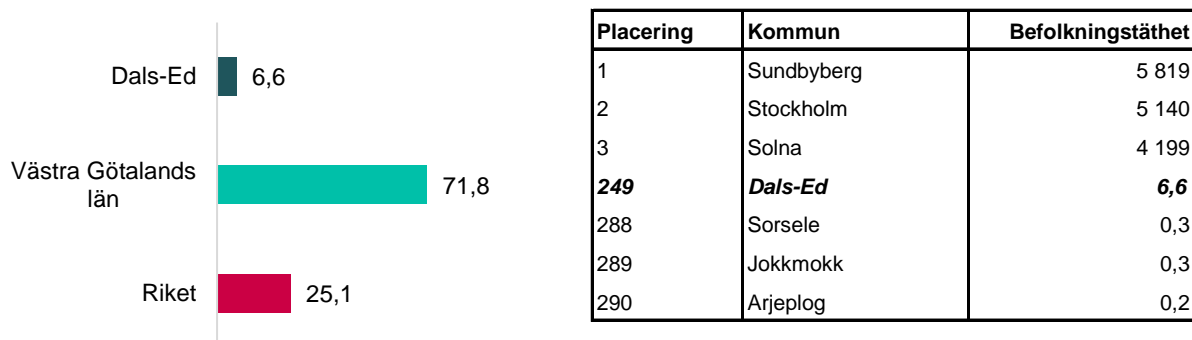 Dals-Ed 6,6
Västra Götalands
län 71,8
Riket 25,1
Placering Kommun Befolkningstäthet
1 Sundbyberg 5 819
2 Stockholm 5 140
3 Solna 4 199
249 Dals-Ed 6,6
288 Sorsele 0,3
289 Jokkmokk 0,3
290 Arjeplog 0,2